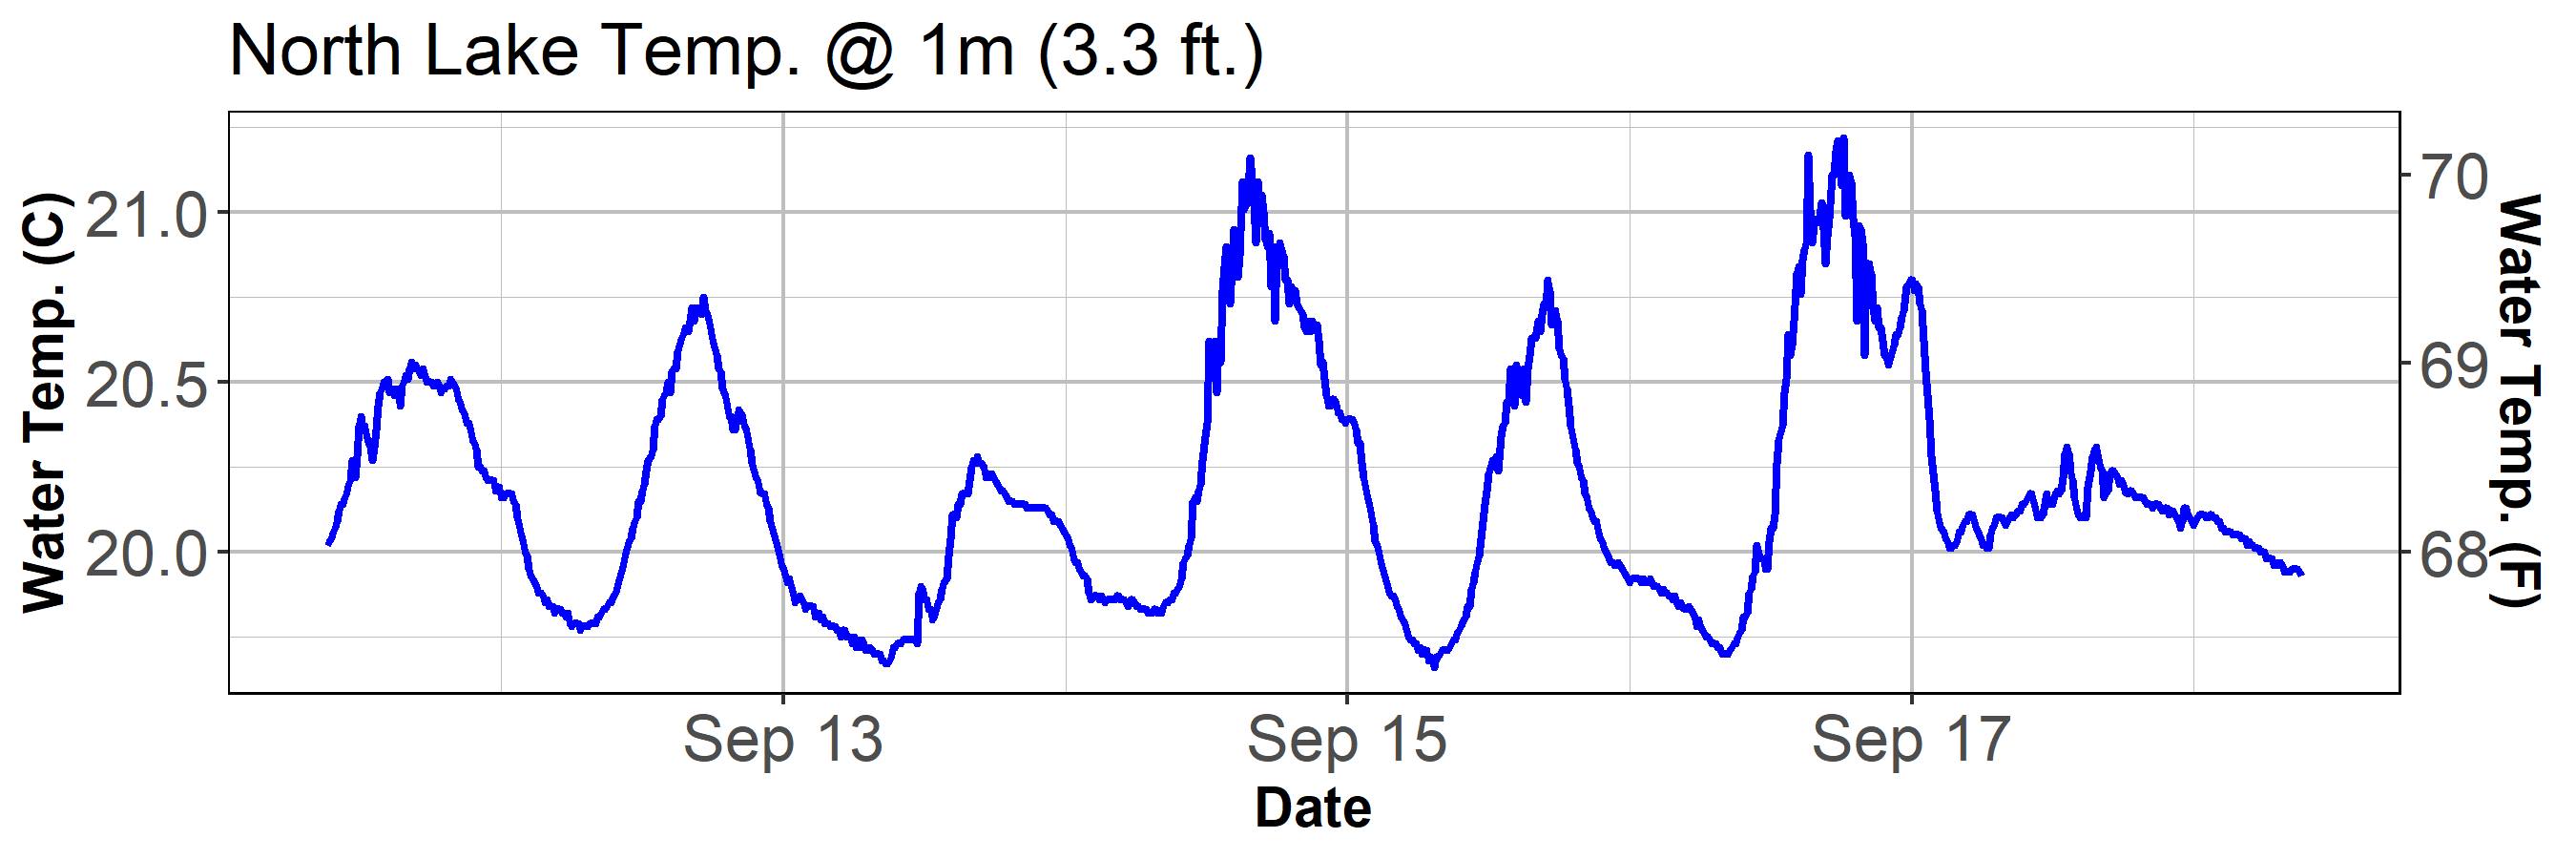 North Lake Temp. @ 1m (3.3 ft.)
Water Temp. (C)
21.0
20.5
20.0
70
69
68
Water Temp. (F)
Sep 13 Sep 15 Sep 17
Date